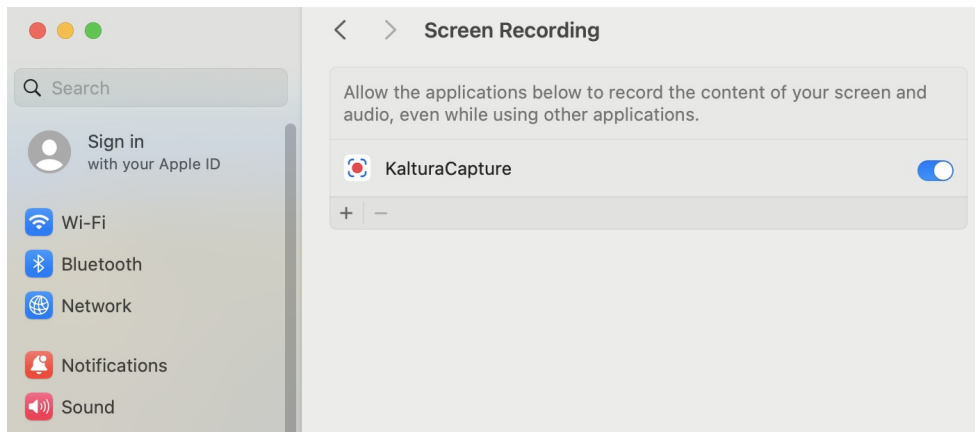 Search
Sign in
with your Apple ID
Wi-Fi
Bluetooth
Network
Notifications
Sound
Screen Recording
Allow the applications below to record the content of your screen and
audio, even while using other applications.
KalturaCapture